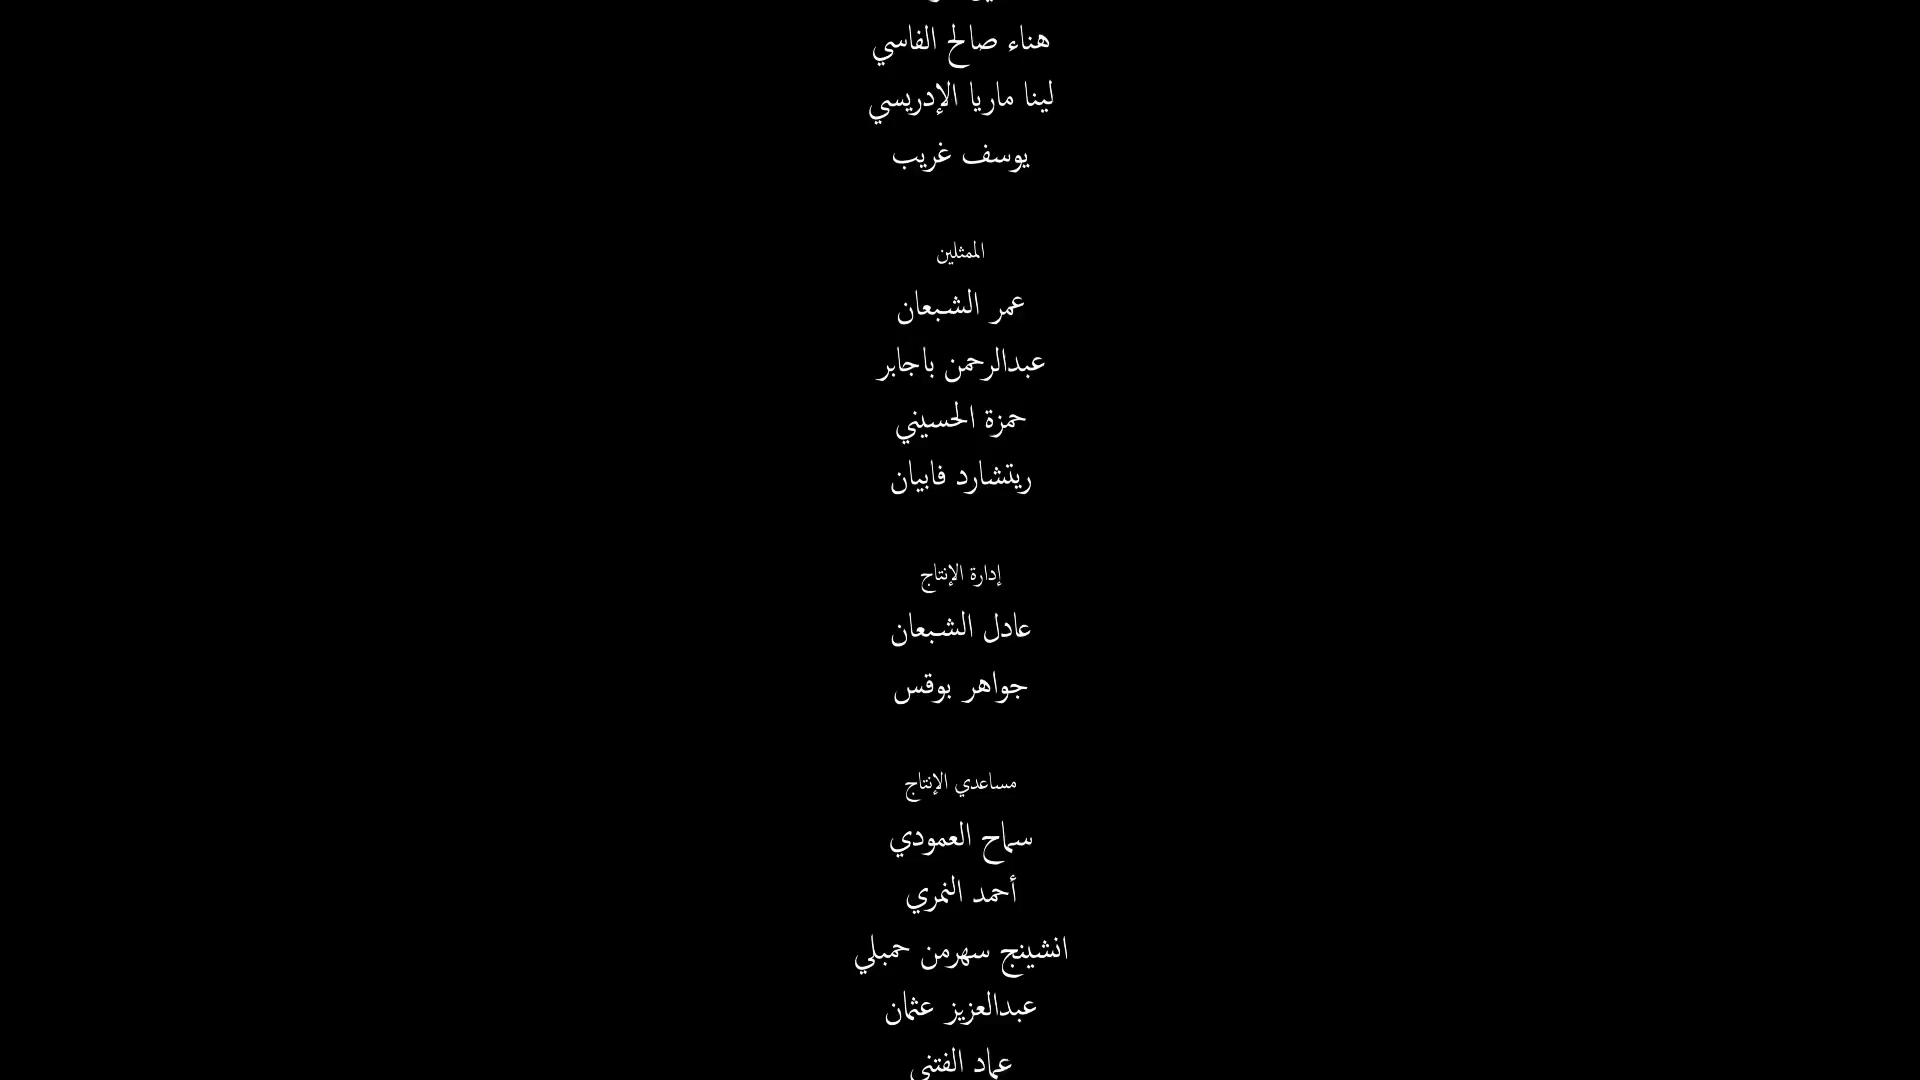 هناء صالح الفاسي
لينا ماريا الإدريسي
يوسف غريب
الممثلين
عمر الشبعان
عبدالرحمن باجابر
حمزة الحسيني
ريتشارد فابيان
إدارة الإنتاج
عادل الشبعان
جواهر بوقس
مساعدي الإنتاج
سماح العمودي
أحمد النمري
انشينج سهرمن حمبلي
عبدالعزيز عثمان
عماد الفتني